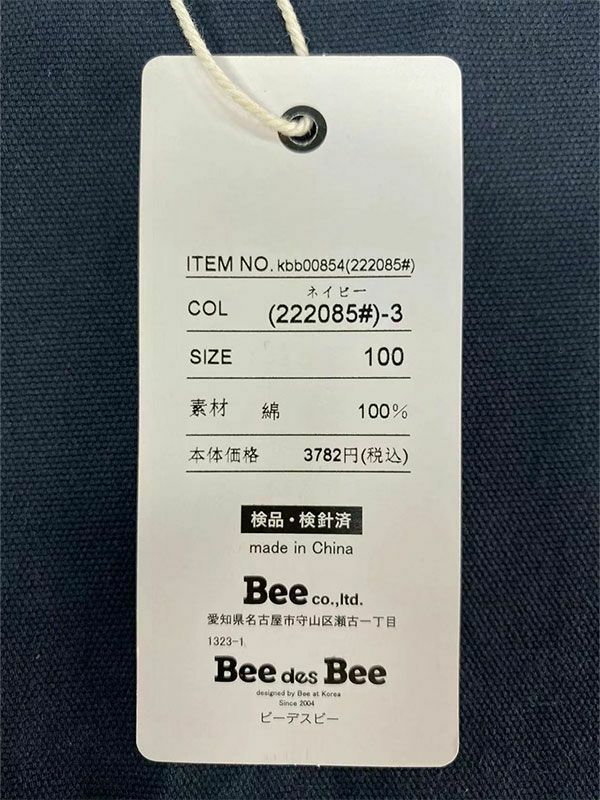 ITEM NO. kbb00854(222085#)
ネイビー
COL (222085#)-3
SIZE 100
素材 綿 100%
本体価格 3782円(税込)
検品・検針済
made in China
Bee co.,ltd.
愛知県名古屋市守山区瀬古一丁目
1323-1
Bee des Bee
designed by Bee at Korea
Since 2004
ビーデスビー